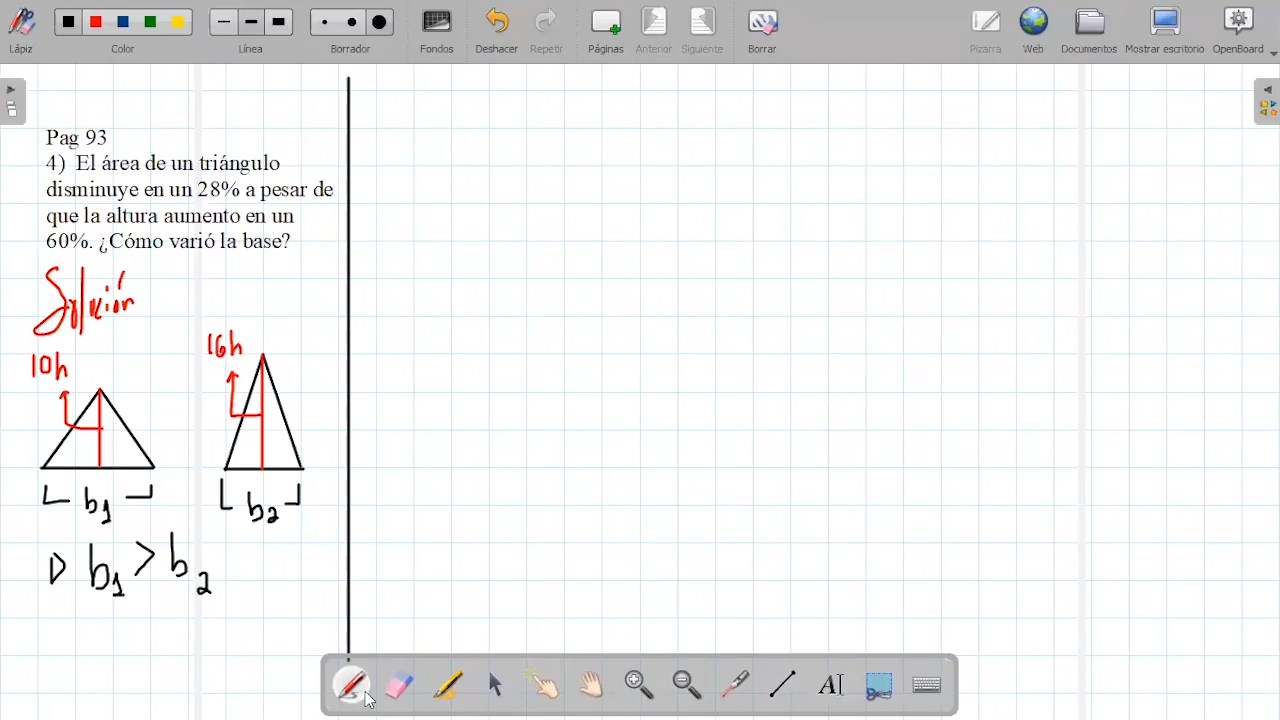 Lápiz
Color
Línea
Borrador
Fondos
Deshacer
Repetir
Páginas
Anterior
Siguiente
Borrar
Pizarra
Web
Documentos
Mostrar escritorio
OpenBoard
Pag 93
4) El área de un triángulo
disminuye en un 28% a pesar de
que la altura aumento en un
60%. ¿Cómo varió la base?
Solución
10h
16h
b1
b2
b1 > b2